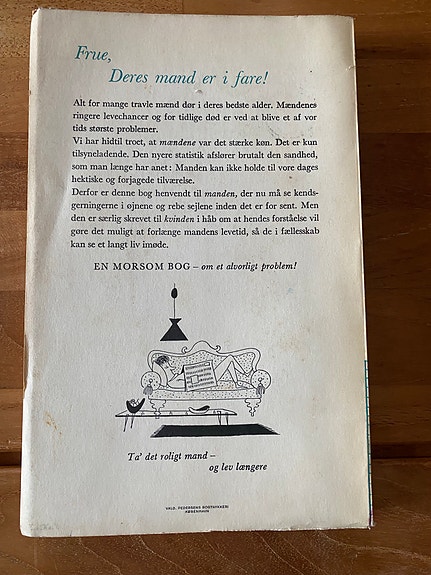 Frue,
Deres mand er i fare!
Alt for mange travle mænd dør i deres bedste alder. Mændenes
ringere levechancer og for tidlige død er ved at blive et af vor
tids største problemer.
Vi har hidtil troet, at mændene var det stærke køn. Det er kun
tilsyneladende. Den nyere statistik afslører brutalt den sandhed,
som man længe har anet: Manden kan ikke holde til vore dages
hektiske og forjagede tilværelse.
Derfor er denne bog henvendt til manden, der nu må se kends-
gerningerne i øjnene og rebe sejlene inden det er for sent. Men
den er særlig skrevet til kvinden i håb om at hendes forståelse vil
gøre det muligt at forlænge mandens levetid, så de i fællesskab
kan se et langt liv imøde.
EN MORSOM BOG – om et alvorligt problem!
Ta' det roligt mand –
og lev længere
VALD. PEDERSENS BOGTRYKKERI
KØBENHAVN